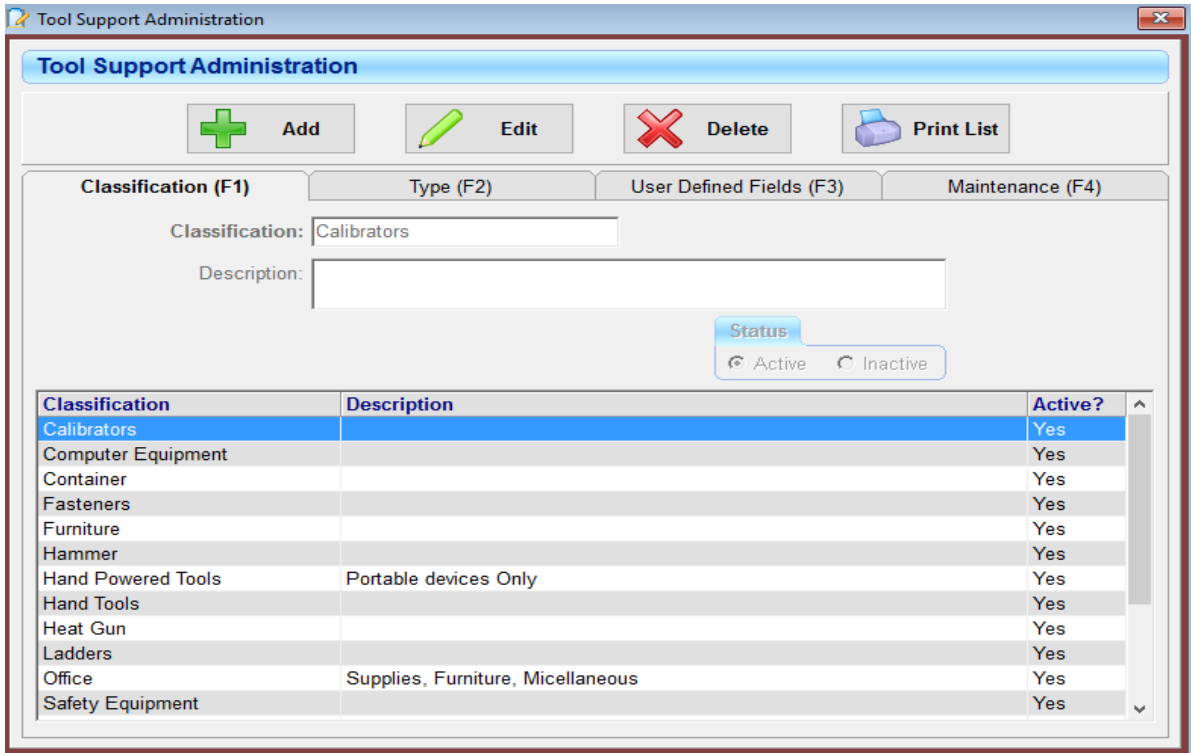 Tool Support Administration
Tool Support Administration
Add Edit Delete Print List
Classification (F1) Type (F2) User Defined Fields (F3) Maintenance (F4)
Classification: Calibrators
Description:
Status
Active Inactive
Classification Description Active?
Calibrators Yes
Computer Equipment Yes
Container Yes
Fasteners Yes
Furniture Yes
Hammer Yes
Hand Powered Tools Portable devices Only Yes
Hand Tools Yes
Heat Gun Yes
Ladders Yes
Office Supplies, Furniture, Micellaneous Yes
Safety Equipment Yes